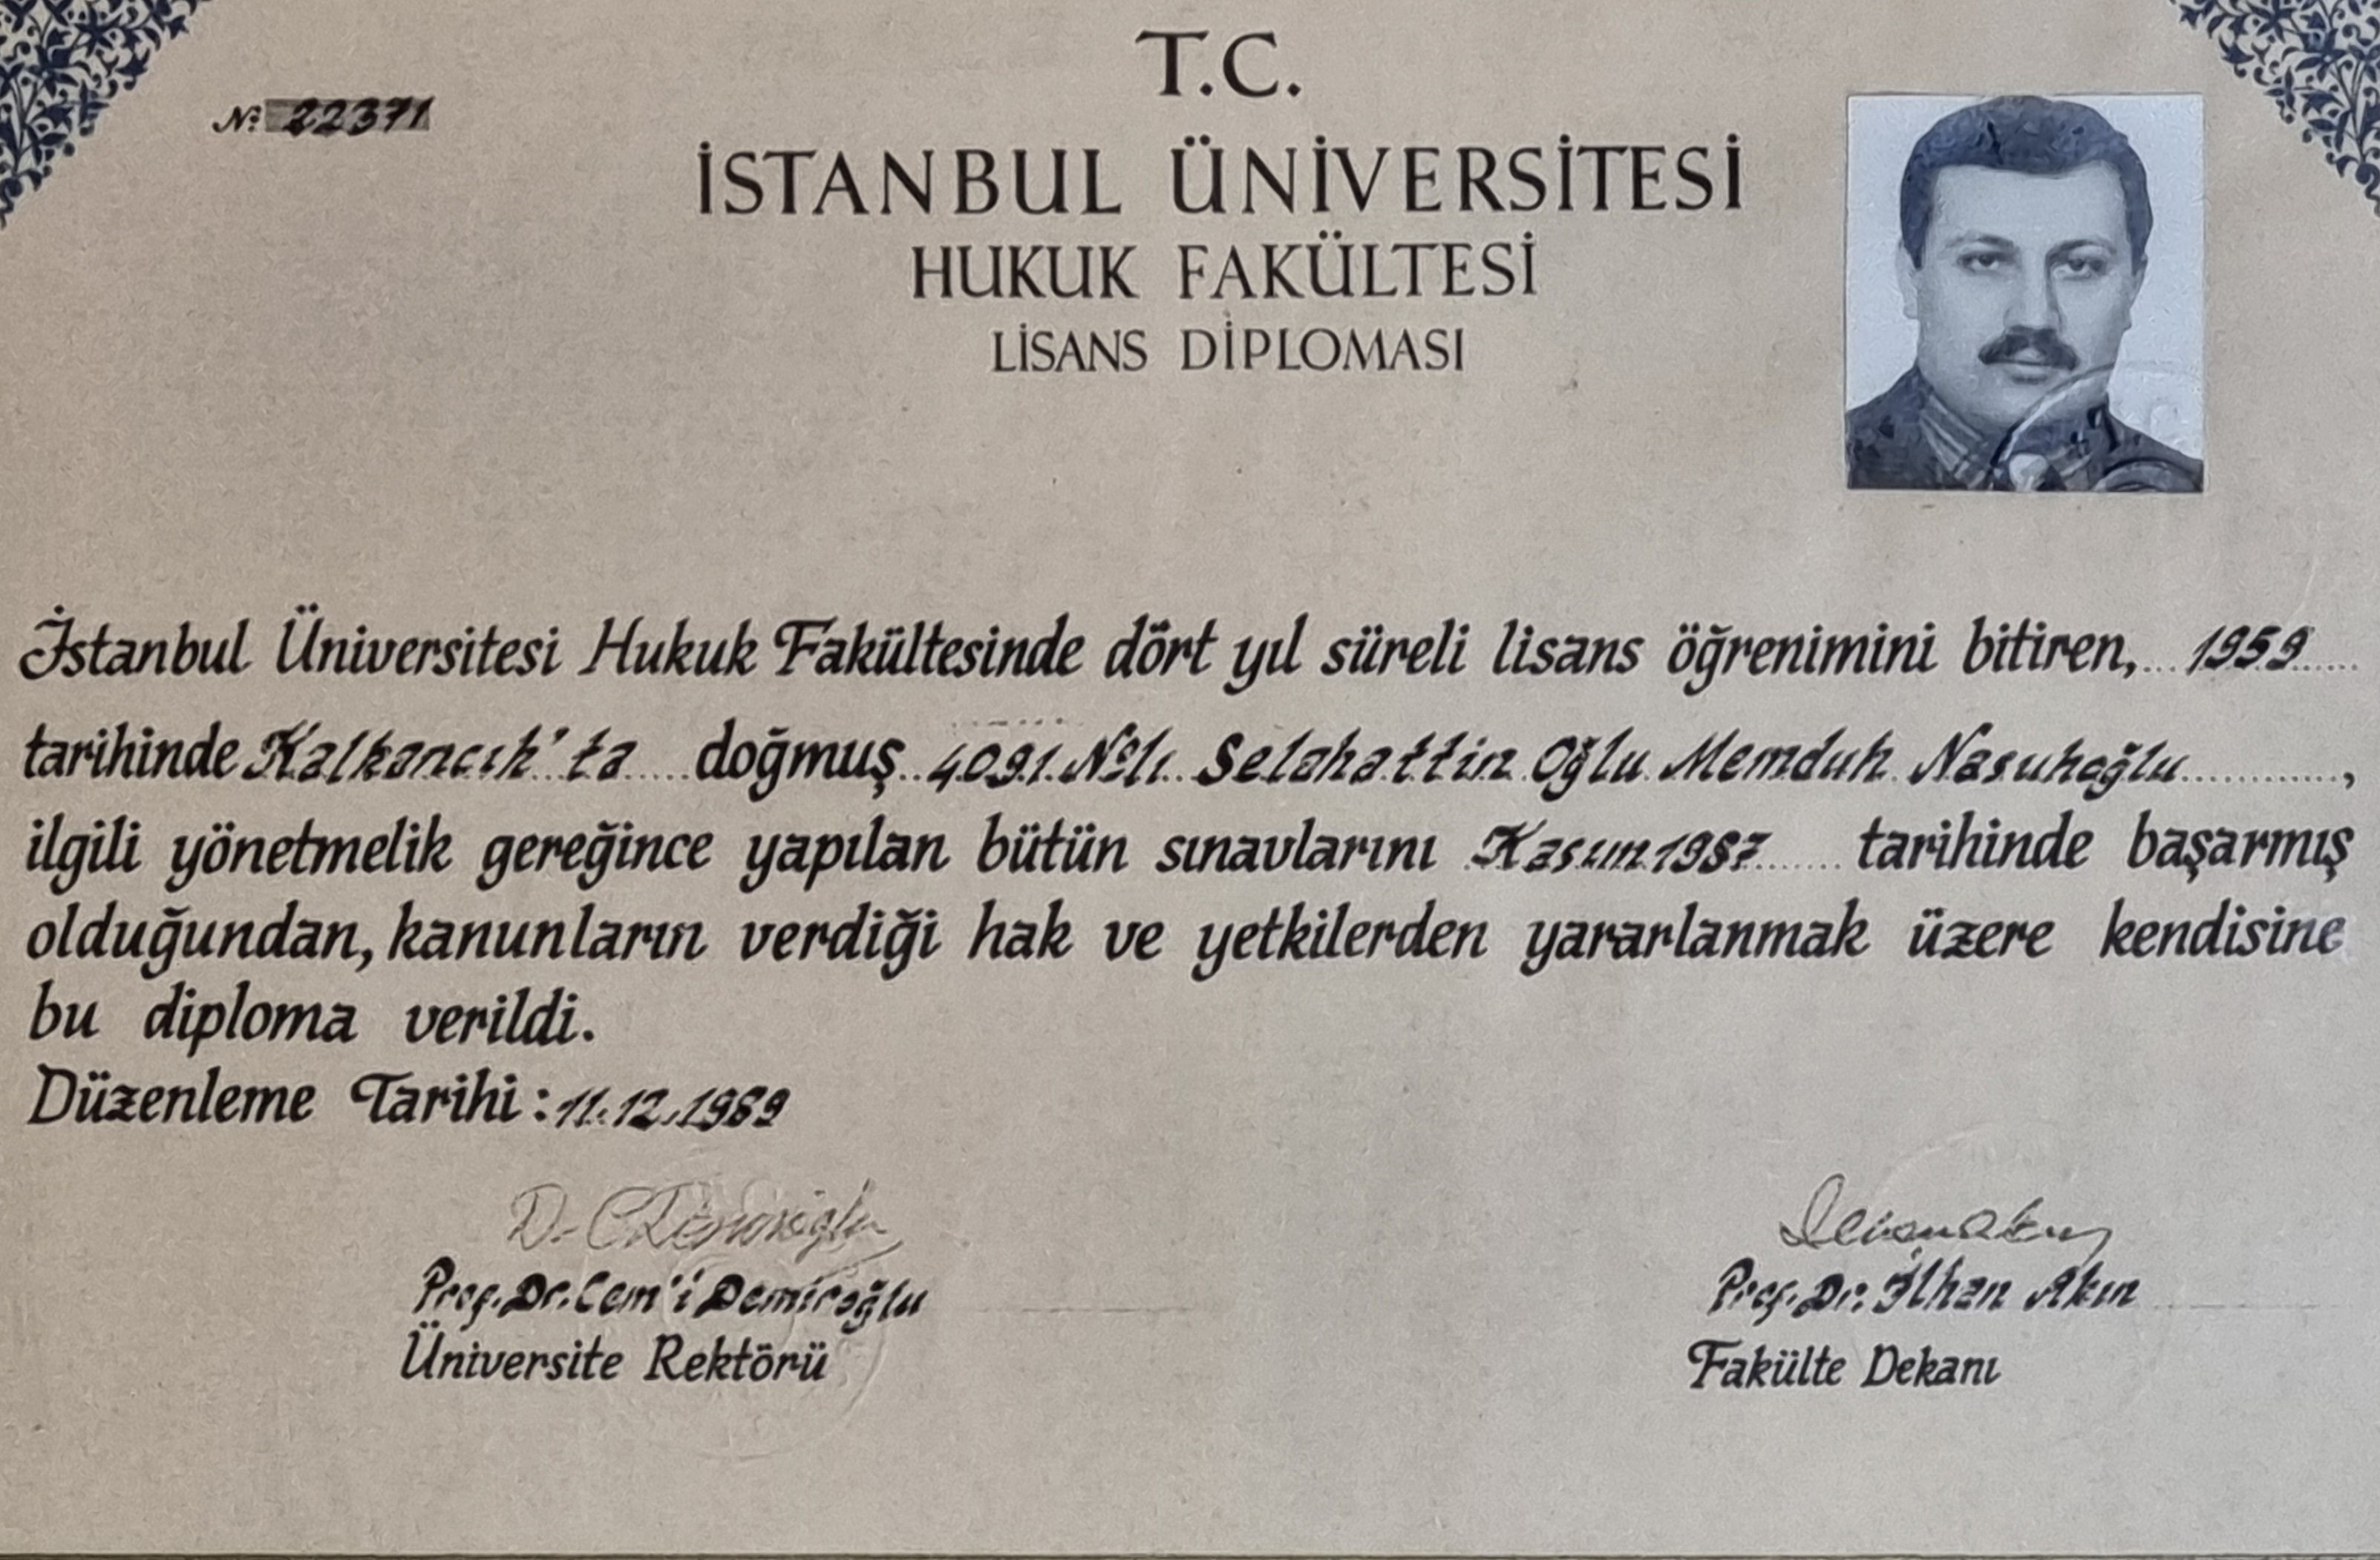 T.C.
№ 22371
İSTANBUL ÜNİVERSİTESİ
HUKUK FAKÜLTESİ
LİSANS DİPLOMASI
İstanbul Üniversitesi Hukuk Fakültesinde dört yıl süreli lisans öğrenimini bitiren, 1959
tarihinde Kalkancık'ta doğmuş 4091 Nolı Selahattin Oğlu Memduh Nasuhoğlu,
ilgili yönetmelik gereğince yapılan bütün sınavlarını Kasım 1987 tarihinde başarmış
olduğundan, kanunların verdiği hak ve yetkilerden yararlanmak üzere kendisine
bu diploma verildi.
Düzenleme Tarihi: 11.12.1989
Prof. Dr. Cem'i Demiroğlu
Üniversite Rektörü
Prof. Dr. İlhan Akın
Fakülte Dekanı